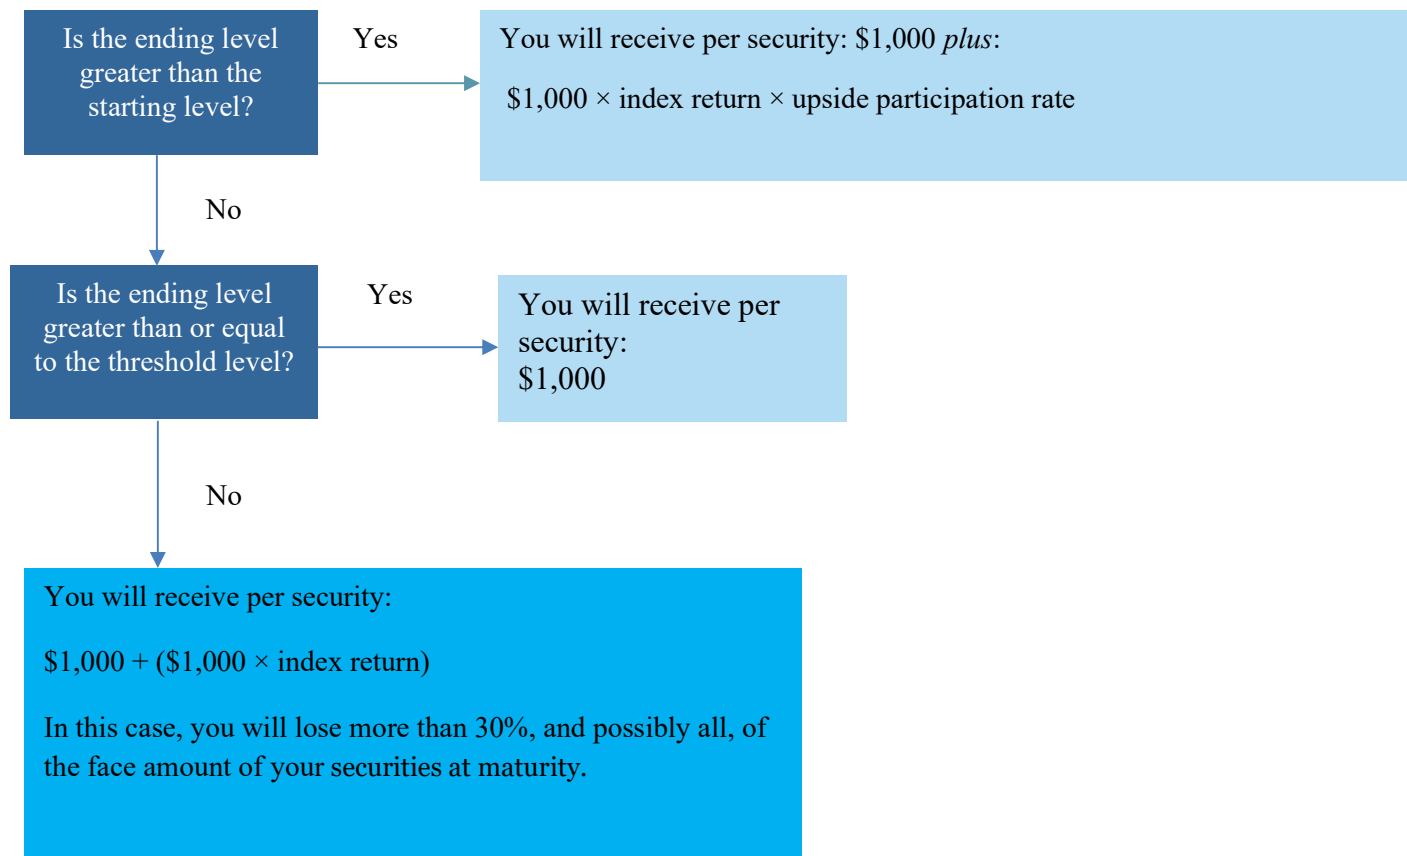 Is the ending level
greater than the
starting level?
Yes
You will receive per security: $1,000 plus:
$1,000 × index return × upside participation rate
No
Is the ending level
greater than or equal
to the threshold level?
Yes
You will receive per
security:
$1,000
No
You will receive per security:
$1,000 + ($1,000 × index return)
In this case, you will lose more than 30%, and possibly all, of
the face amount of your securities at maturity.